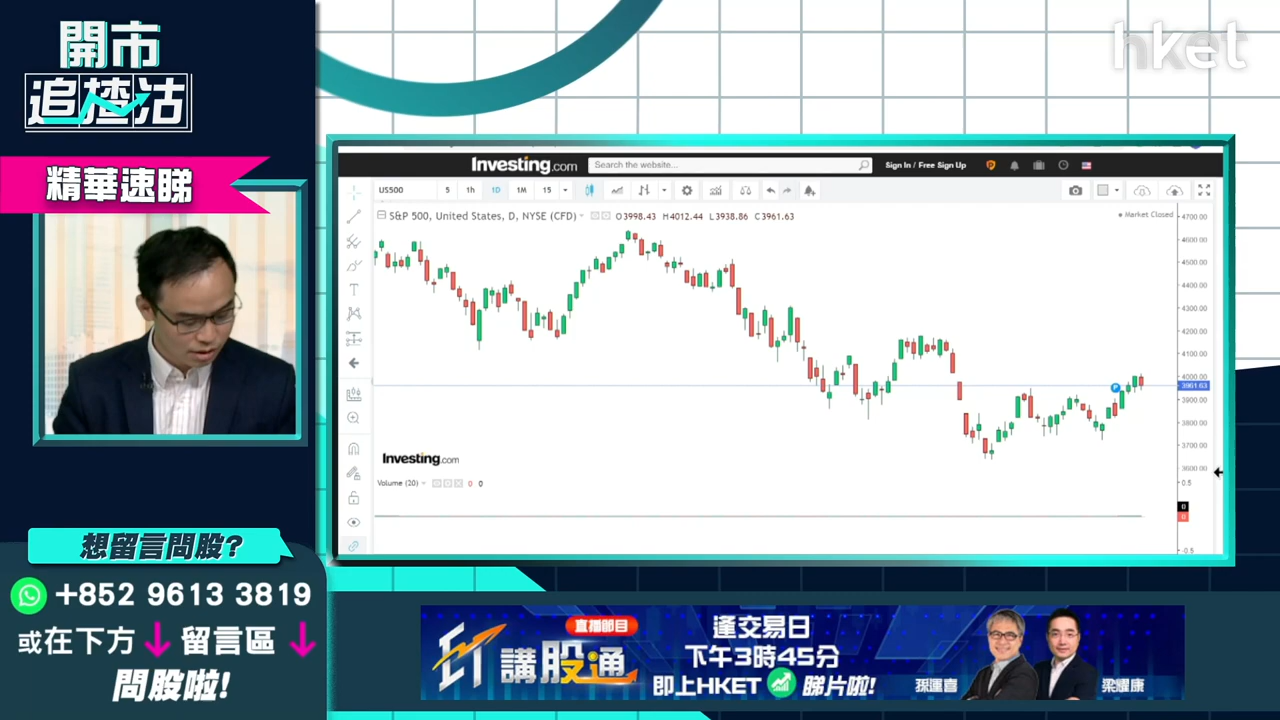 開市
追揸沽
hket
精華速睇
Investing.com
Search the website...
Sign In / Free Sign Up
US500
5
1h
1D
1M
15
S&P 500, United States, D, NYSE (CFD)
O3998.43 H4012.44 L3938.86 C3961.63
Market Closed
4700.00
4600.00
4500.00
4400.00
4300.00
4200.00
4100.00
4000.00
3961.63
3900.00
3800.00
3700.00
3600.00
P
Investing.com
Volume (20)
0
0
0.5
0
0
-0.5
想留言問股?
+852 9613 3819
或在下方 留言區
問股啦!
ET講股通
直播節目
逢交易日
下午3時45分
即上HKET 睇片啦!
孫運喜
梁耀康